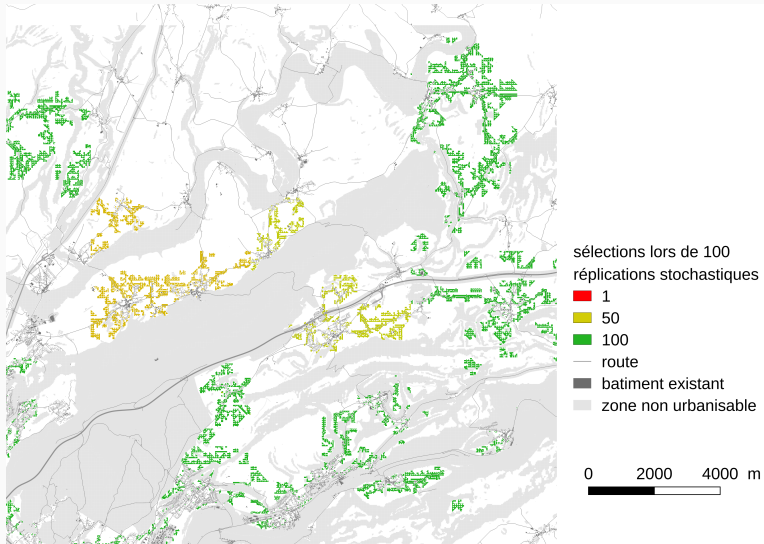 sélections lors de 100
réplications stochastiques
1
50
100
route
batiment existant
zone non urbanisable
0 2000 4000 m